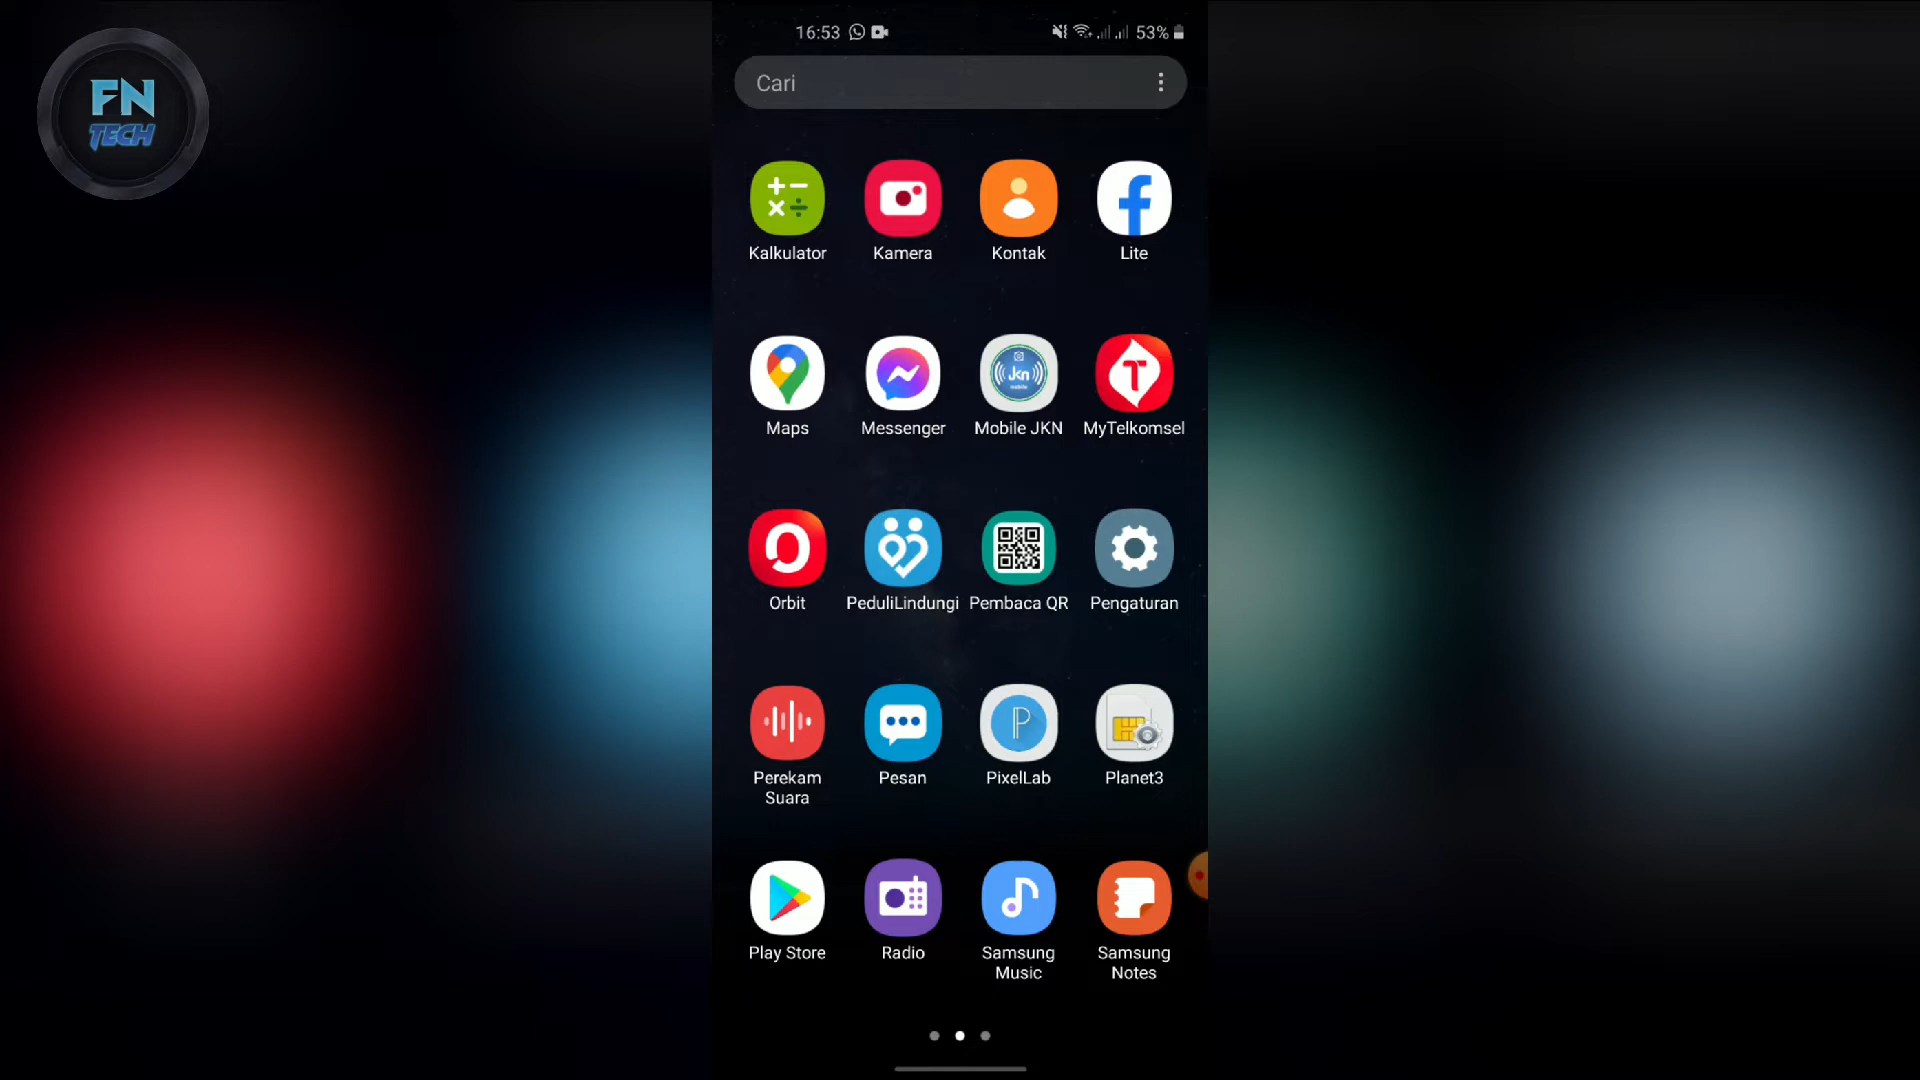 FN
TECH
16:53
53%
Cari
Kalkulator
Kamera
Kontak
Lite
Maps
Messenger
Mobile JKN
MyTelkomsel
Orbit
PeduliLindungi
Pembaca QR
Pengaturan
Perekam
Suara
Pesan
PixelLab
Planet3
Play Store
Radio
Samsung
Music
Samsung
Notes